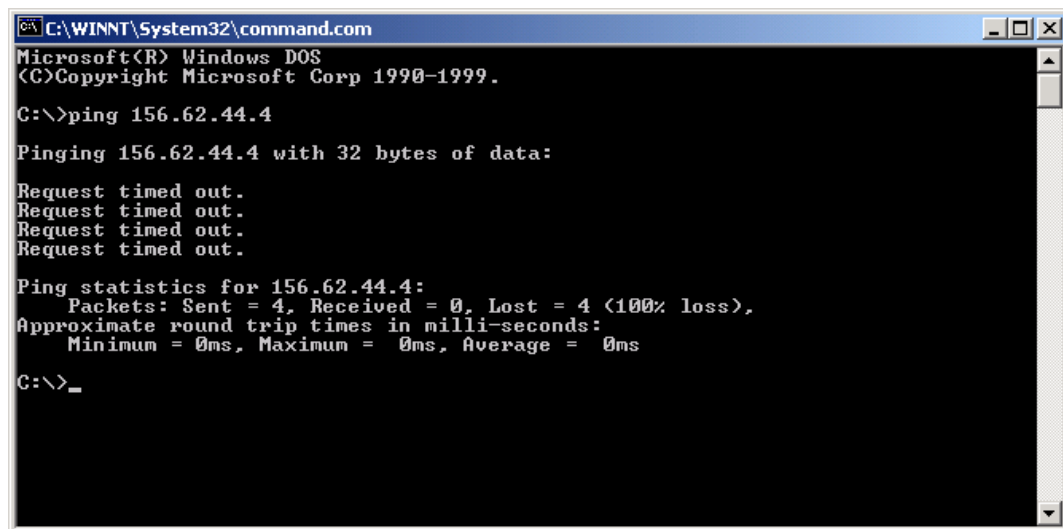 C:\WINNT\System32\command.com
Microsoft(R) Windows DOS
(C)Copyright Microsoft Corp 1990-1999.
C:\>ping 156.62.44.4
Pinging 156.62.44.4 with 32 bytes of data:
Request timed out.
Request timed out.
Request timed out.
Request timed out.
Ping statistics for 156.62.44.4:
    Packets: Sent = 4, Received = 0, Lost = 4 (100% loss),
Approximate round trip times in milli-seconds:
    Minimum = 0ms, Maximum =  0ms, Average =  0ms
C:\>_